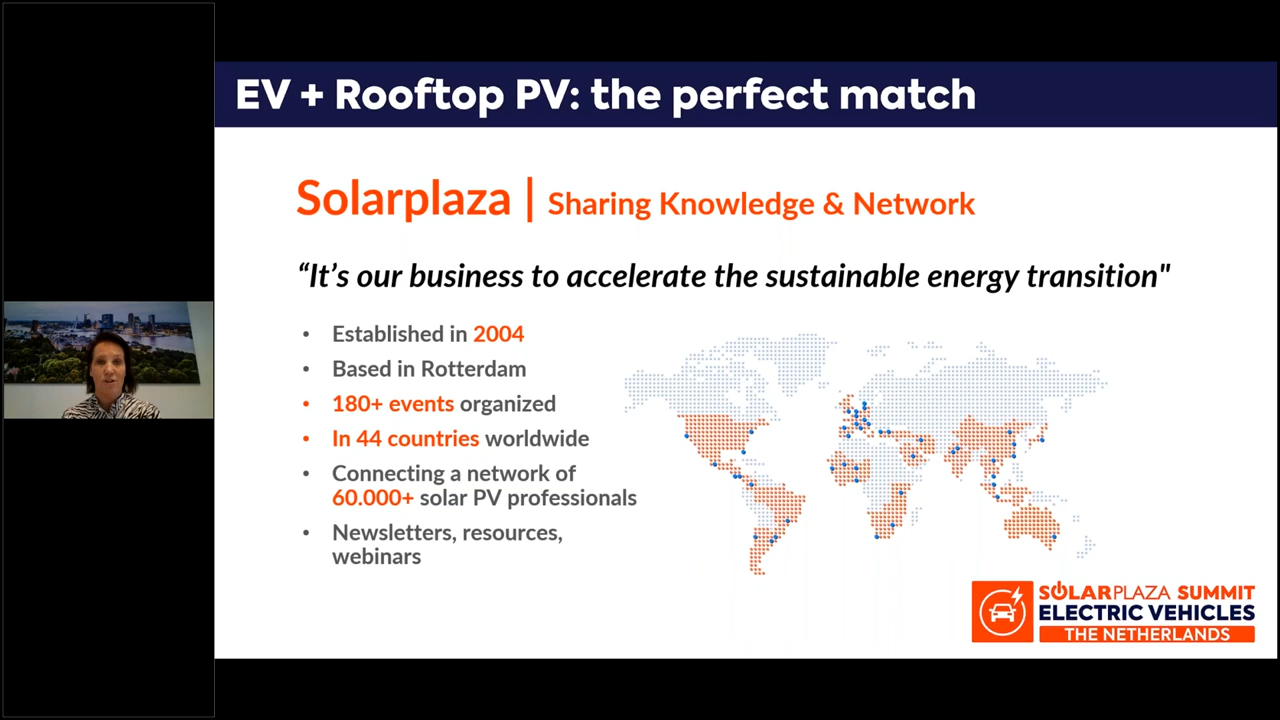 EV + Rooftop PV: the perfect match
Solarplaza | Sharing Knowledge & Network
“It’s our business to accelerate the sustainable energy transition"
• Established in 2004
• Based in Rotterdam
• 180+ events organized
• In 44 countries worldwide
• Connecting a network of
60.000+ solar PV professionals
• Newsletters, resources,
webinars
SOLARPLAZA SUMMIT
ELECTRIC VEHICLES
THE NETHERLANDS